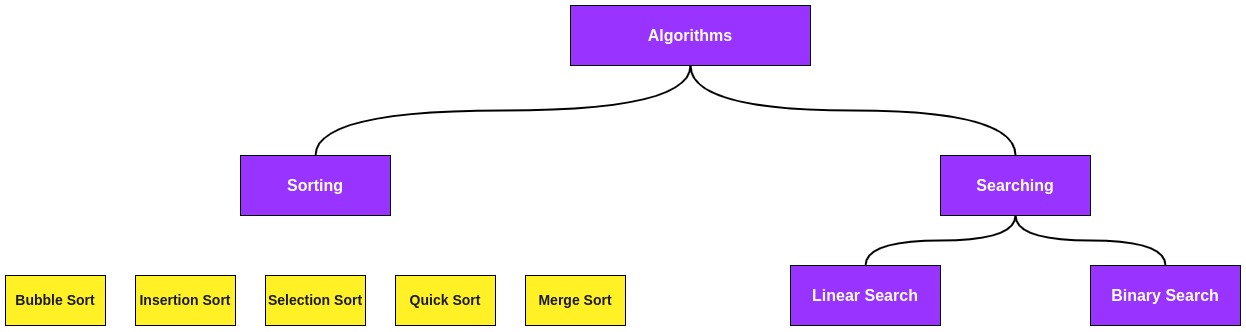 Algorithms
Sorting
Searching
Bubble Sort
Insertion Sort
Selection Sort
Quick Sort
Merge Sort
Linear Search
Binary Search